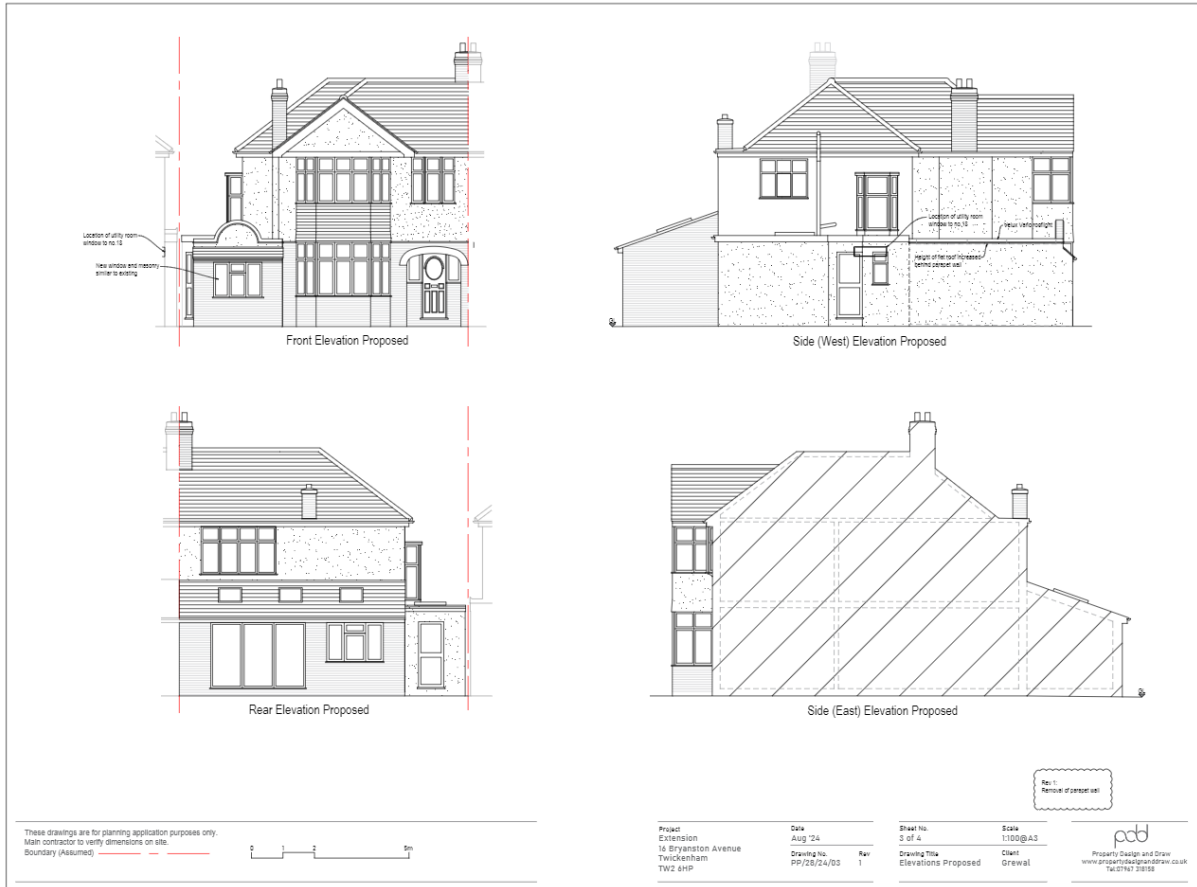 Location of utility room
window to no.18
New window and masonry
similar to existing
Front Elevation Proposed
Location of utility room
window to no.18
velux vario rooflight
Height of flat roof increased
behind parapet wall
Side (West) Elevation Proposed
Rear Elevation Proposed
Side (East) Elevation Proposed
Rev 1:
Removal of parapet wall
These drawings are for planning application purposes only.
Main contractor to verify dimensions on site.
Boundary (Assumed)
0 1 2 5m
Project
Extension
16 Bryanston Avenue
Twickenham
TW2 6HP
Date
Aug '24
Drawing No. Rev
PP/28/24/03 1
Sheet No. Scale
3 of 4 1:100@A3
Drawing Title Client
Elevations Proposed Grewal
pdd
Property Design and Draw
www.propertydesignanddraw.co.uk
Tel:07967 318158